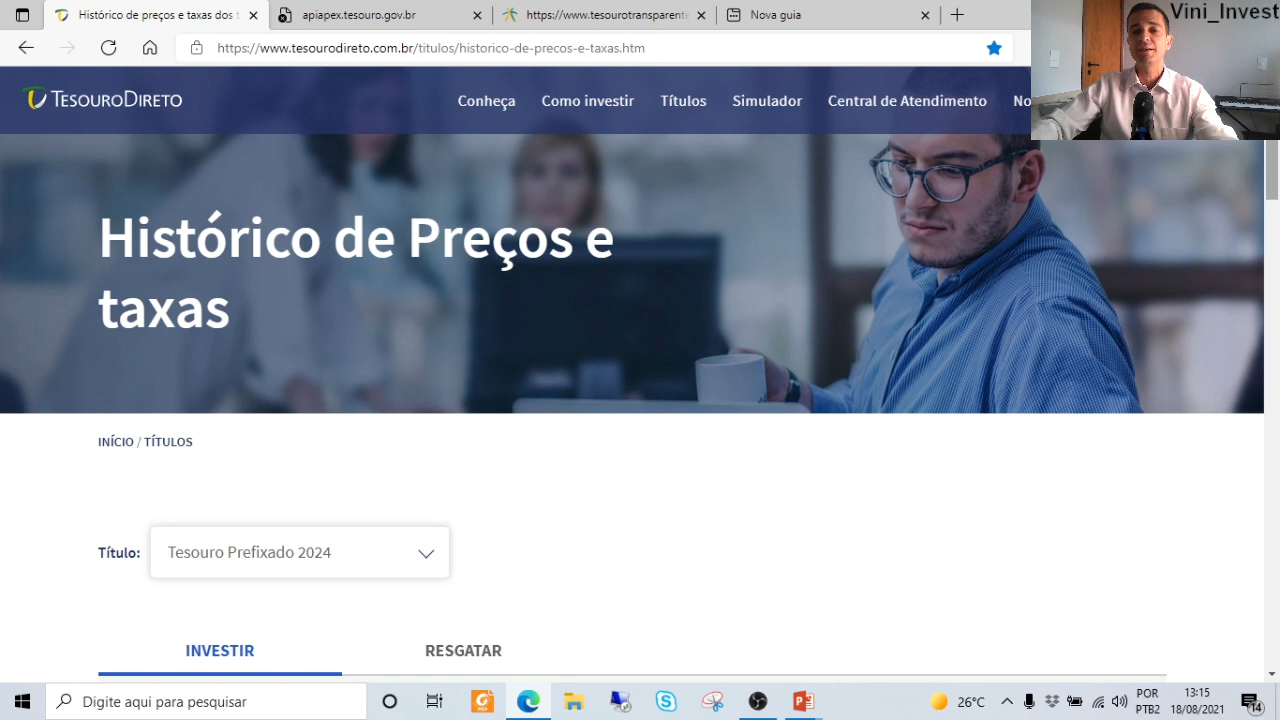 Histórico de preços e taxas dos t
apiapex.tesouro.gov.br
https://www.tesourotransparente
Nova guia
Vini_Invest
https://www.tesourodireto.com.br/titulos/historico-de-precos-e-taxas.htm
TESOURODIRETO
Conheça
Como investir
Títulos
Simulador
Central de Atendimento
No
Histórico de Preços e
taxas
INÍCIO / TÍTULOS
Título:
Tesouro Prefixado 2024
INVESTIR
RESGATAR
Digite aqui para pesquisar
26°C
POR
PTB2
13:15
18/08/2021
14